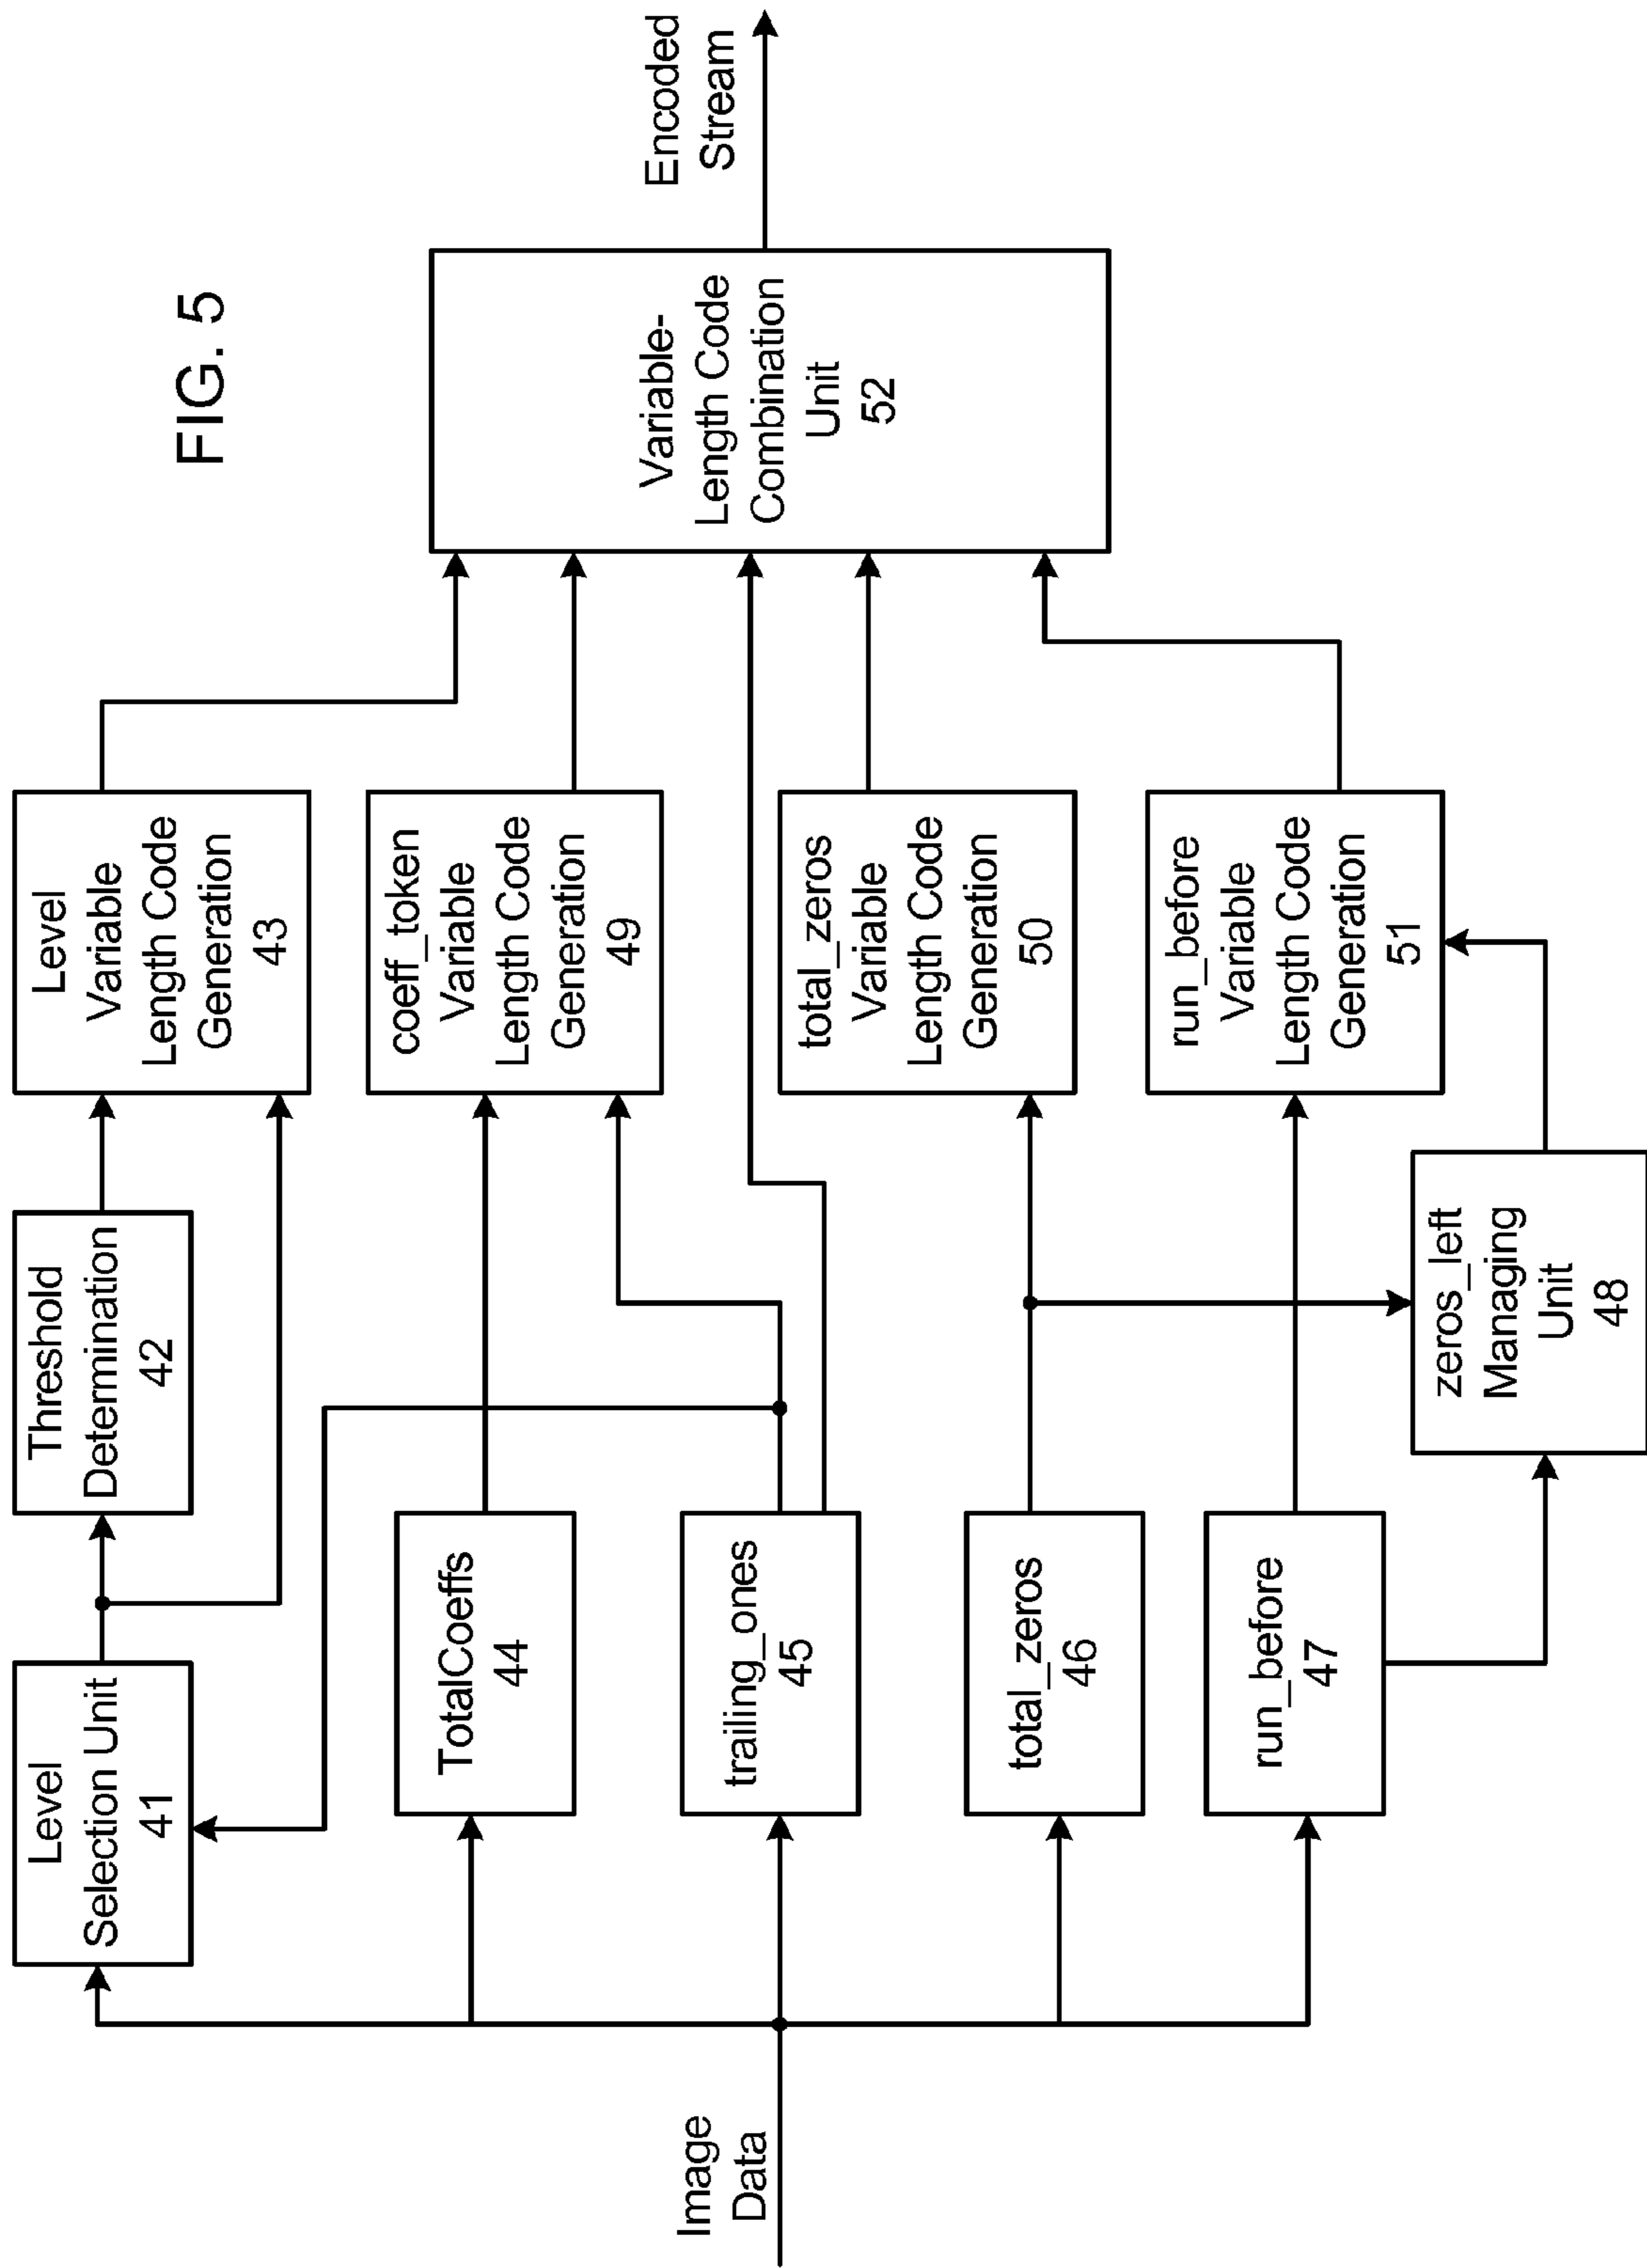 FIG. 5
Image
Data
Level
Selection Unit
41
Threshold
Determination
42
Level
Variable
Length Code
Generation
43
TotalCoeffs
44
coeff_token
Variable
Length Code
Generation
49
trailing_ones
45
total_zeros
46
total_zeros
Variable
Length Code
Generation
50
run_before
47
run_before
Variable
Length Code
Generation
51
zeros_left
Managing
Unit
48
Variable-
Length Code
Combination
Unit
52
Encoded
Stream